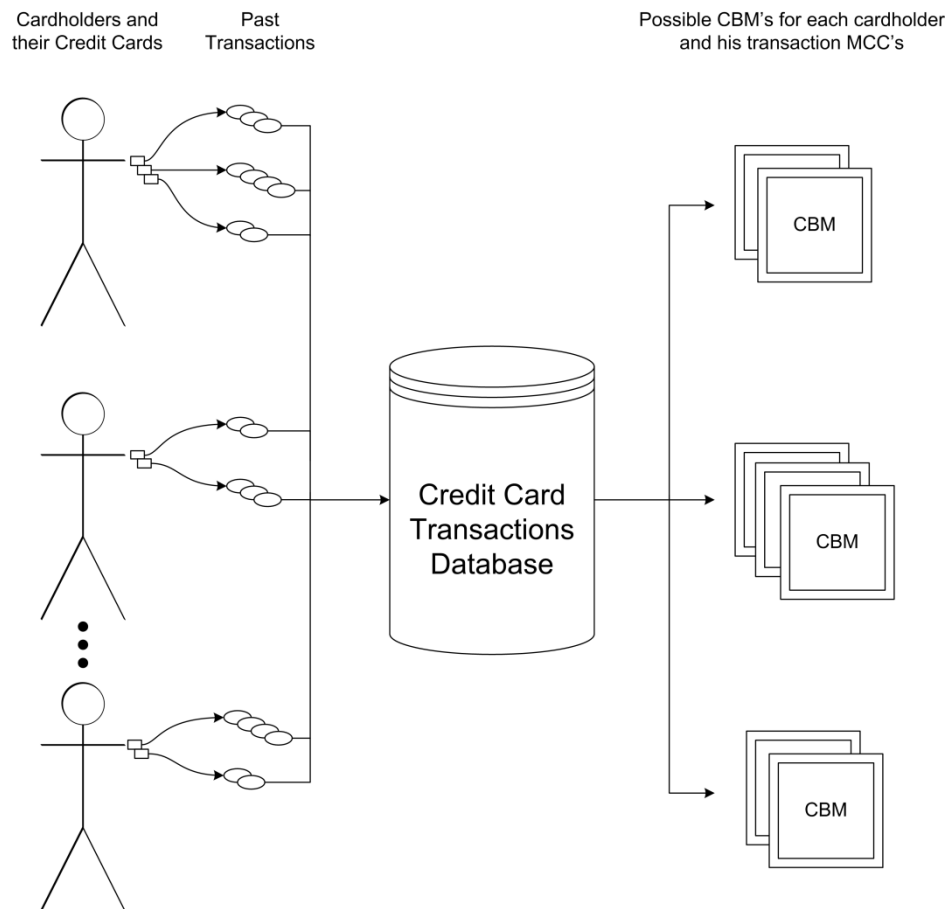 Cardholders and
their Credit Cards
Past
Transactions
Possible CBM's for each cardholder
and his transaction MCC's
CBM
Credit Card
Transactions
Database
CBM
CBM